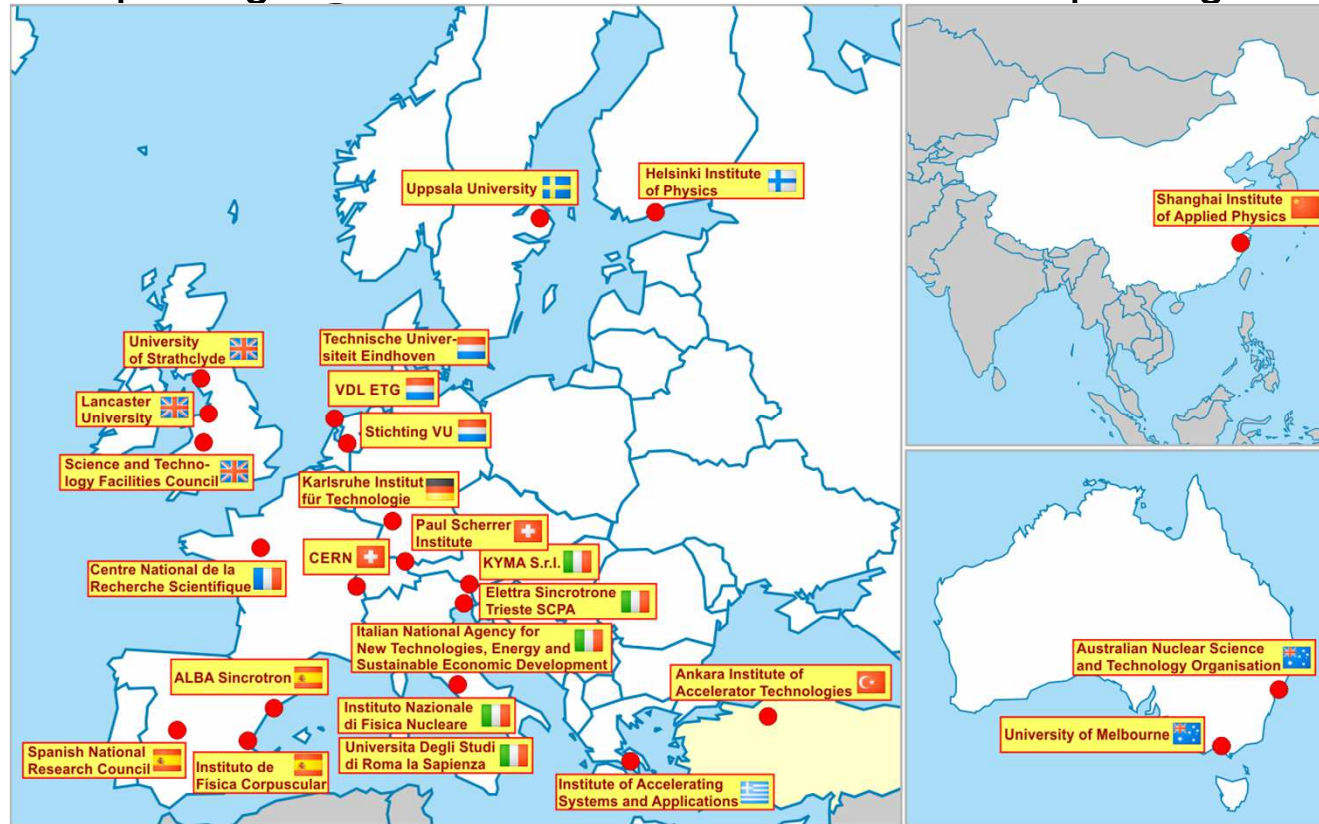 Uppsala University
Helsinki Institute
of Physics
Shanghai Institute
of Applied Physics
University
of Strathclyde
Technische Univer-
siteit Eindhoven
VDL ETG
Lancaster
University
Stichting VU
Science and Techno-
logy Facilities Council
Karlsruhe Institut
für Technologie
Paul Scherrer
Institute
CERN
KYMA S.r.l.
Centre National de la
Recherche Scientifique
Elettra Sincrotrone
Trieste SCPA
Italian National Agency for
New Technologies, Energy and
Sustainable Economic Development
ALBA Sincrotron
Ankara Institute of
Accelerator Technologies
Instituto Nazionale
di Fisica Nucleare
Spanish National
Research Council
Instituto de
Física Corpuscular
Universita Degli Studi
di Roma la Sapienza
Institute of Accelerating
Systems and Applications
Australian Nuclear Science
and Technology Organisation
University of Melbourne